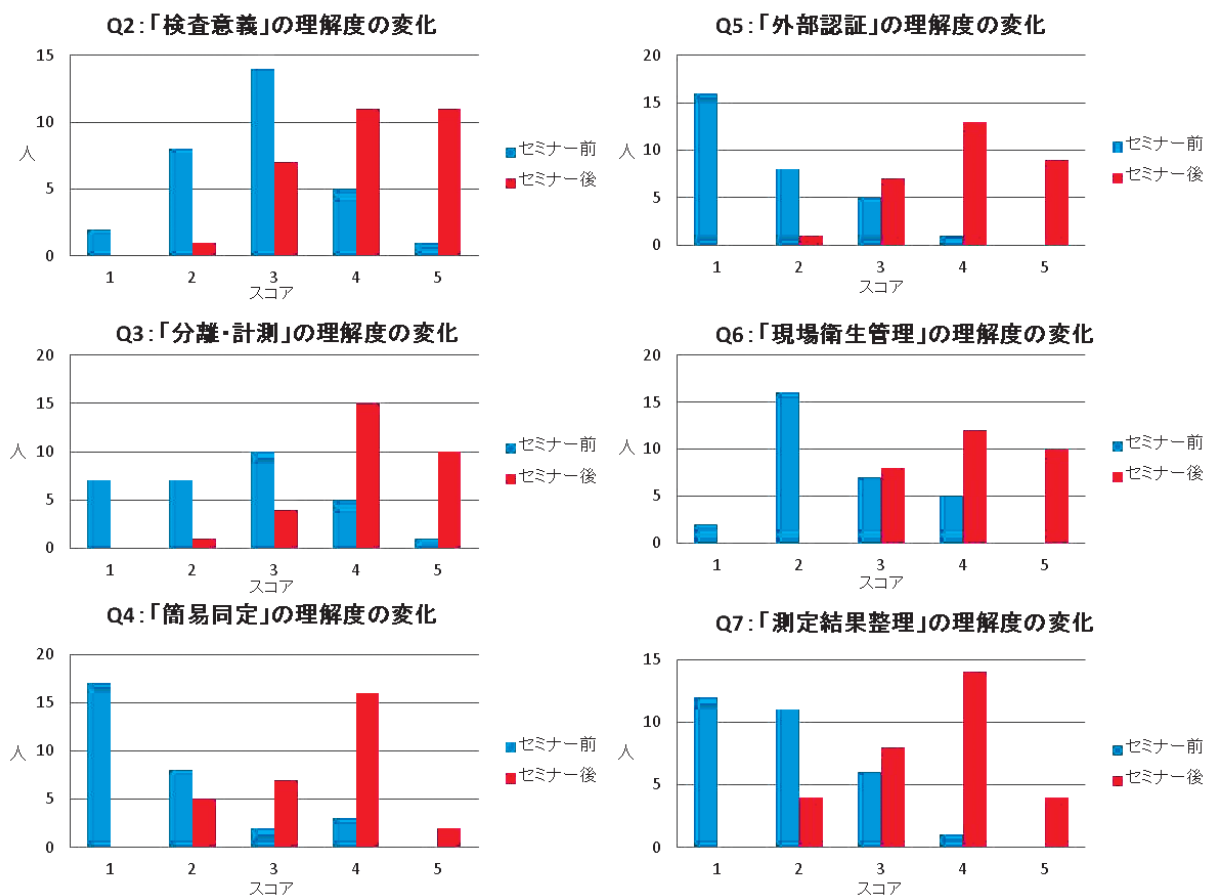 Q2:「検査意義」の理解度の変化
15
10
5
0
人
1 2 3 4 5
スコア
セミナー前
セミナー後
Q3:「分離・計測」の理解度の変化
20
15
10
5
0
人
1 2 3 4 5
スコア
セミナー前
セミナー後
Q4:「簡易同定」の理解度の変化
20
15
10
5
0
人
1 2 3 4 5
スコア
セミナー前
セミナー後
Q5:「外部認証」の理解度の変化
20
15
10
5
0
人
1 2 3 4 5
スコア
セミナー前
セミナー後
Q6:「現場衛生管理」の理解度の変化
20
15
10
5
0
人
1 2 3 4 5
スコア
セミナー前
セミナー後
Q7:「測定結果整理」の理解度の変化
15
10
5
0
人
1 2 3 4 5
スコア
セミナー前
セミナー後